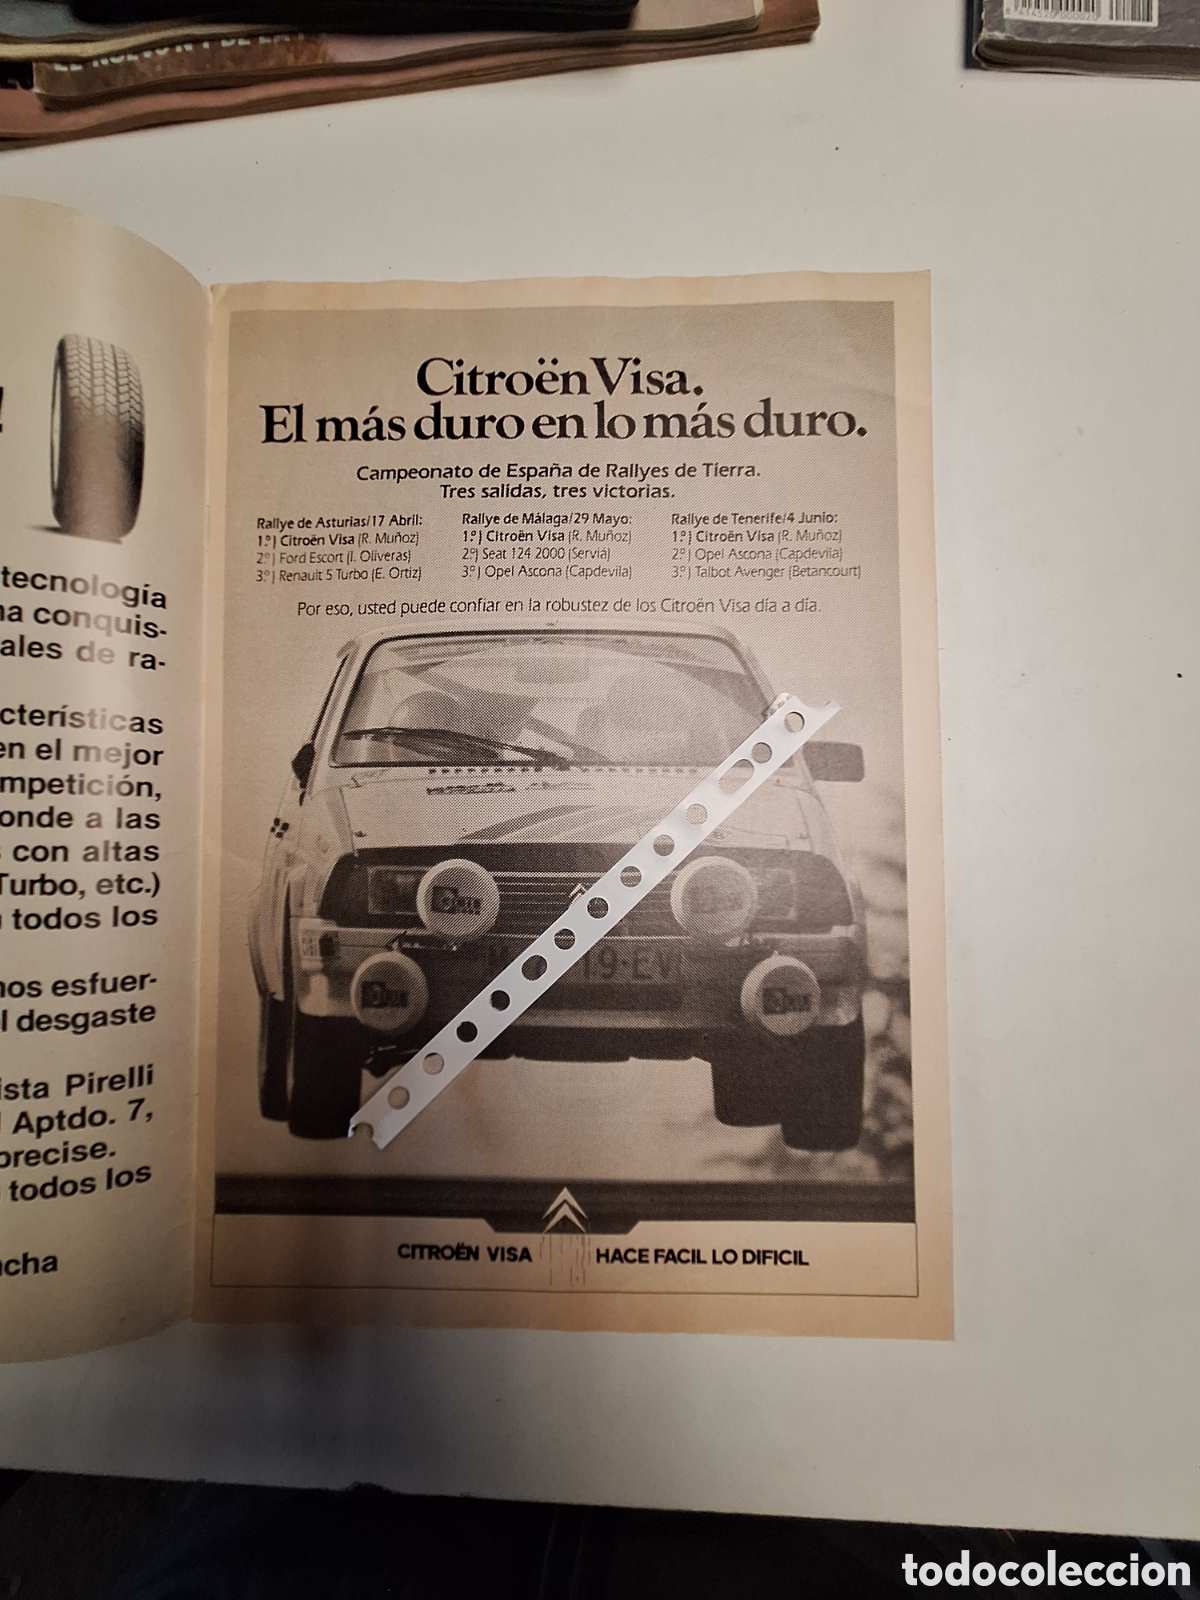 tecnología
na conquis-
ales de ra-
cterísticas
en el mejor
mpetición,
onde a las
con altas
Turbo, etc.)
todos los
nos esfuer-
l desgaste
ista Pirelli
Aptdo. 7,
precise.
todos los
ncha
Citroën Visa.
El más duro en lo más duro.
Campeonato de España de Rallyes de Tierra.
Tres salidas, tres victorias.
Rallye de Asturias/17 Abril:
1.º) Citroën Visa (R. Muñoz)
2.º) Ford Escort (I. Oliveras)
3.º) Renault 5 Turbo (E. Ortiz)
Rallye de Málaga/29 Mayo:
1.º) Citroën Visa (R. Muñoz)
2.º) Seat 124 2000 (Serviá)
3.º) Opel Ascona (Capdevila)
Rallye de Tenerife/4 Junio:
1.º) Citroën Visa (R. Muñoz)
2.º) Opel Ascona (Capdevila)
3.º) Talbot Avenger (Betancourt)
Por eso, usted puede confiar en la robustez de los Citroën Visa día a día.
19-EV
CITROËN VISA HACE FACIL LO DIFICIL
todocoleccion